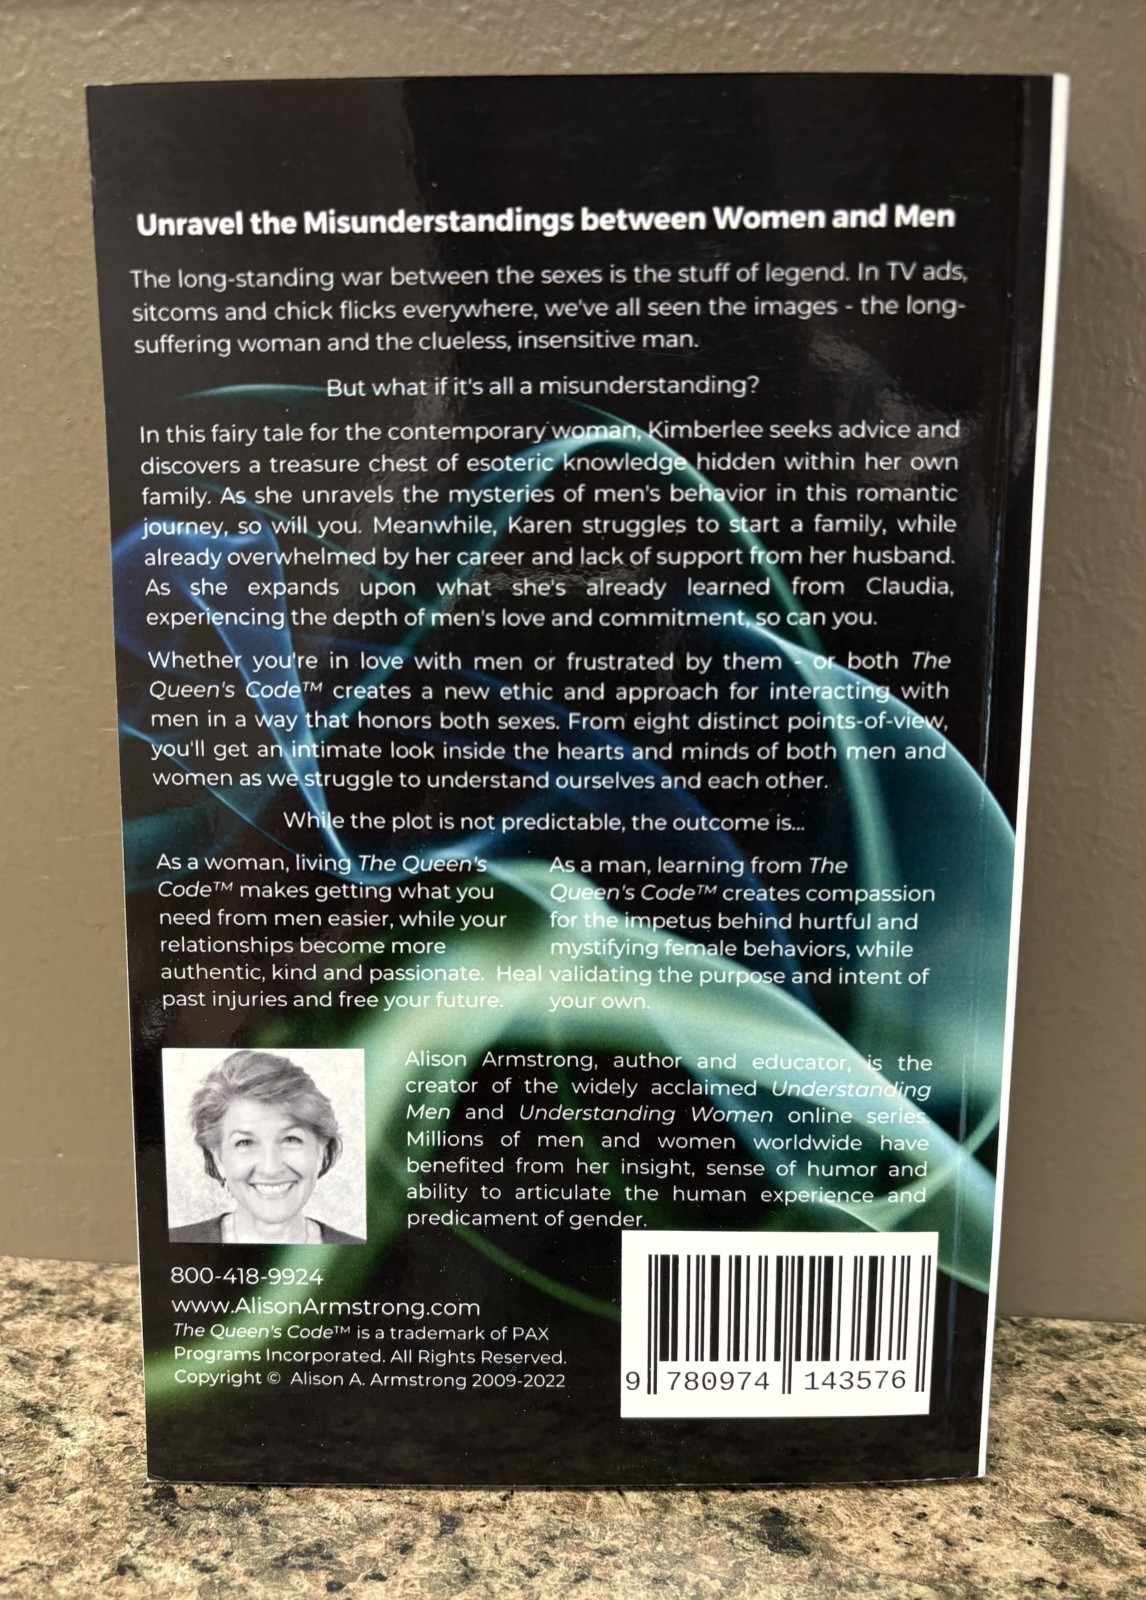 Unravel the Misunderstandings between Women and Men
The long-standing war between the sexes is the stuff of legend. In TV ads,
sitcoms and chick flicks everywhere, we've all seen the images - the long-
suffering woman and the clueless, insensitive man.
But what if it's all a misunderstanding?
In this fairy tale for the contemporary woman, Kimberlee seeks advice and
discovers a treasure chest of esoteric knowledge hidden within her own
family. As she unravels the mysteries of men's behavior in this romantic
journey, so will you. Meanwhile, Karen struggles to start a family, while
already overwhelmed by her career and lack of support from her husband.
As she expands upon what she's already learned from Claudia,
experiencing the depth of men's love and commitment, so can you.
Whether you're in love with men or frustrated by them - or both The
Queen's Code™ creates a new ethic and approach for interacting with
men in a way that honors both sexes. From eight distinct points-of-view,
you'll get an intimate look inside the hearts and minds of both men and
women as we struggle to understand ourselves and each other.
While the plot is not predictable, the outcome is...
As a woman, living The Queen's
Code™ makes getting what you
need from men easier, while your
relationships become more
authentic, kind and passionate. Heal
past injuries and free your future.
As a man, learning from The
Queen's Code™ creates compassion
for the impetus behind hurtful and
mystifying female behaviors, while
validating the purpose and intent of
your own.
Alison Armstrong, author and educator, is the
creator of the widely acclaimed Understanding
Men and Understanding Women online series.
Millions of men and women worldwide have
benefited from her insight, sense of humor and
ability to articulate the human experience and
predicament of gender.
800-418-9924
www.AlisonArmstrong.com
The Queen's Code™ is a trademark of PAX
Programs Incorporated. All Rights Reserved.
Copyright © Alison A. Armstrong 2009-2022
9 780974 143576